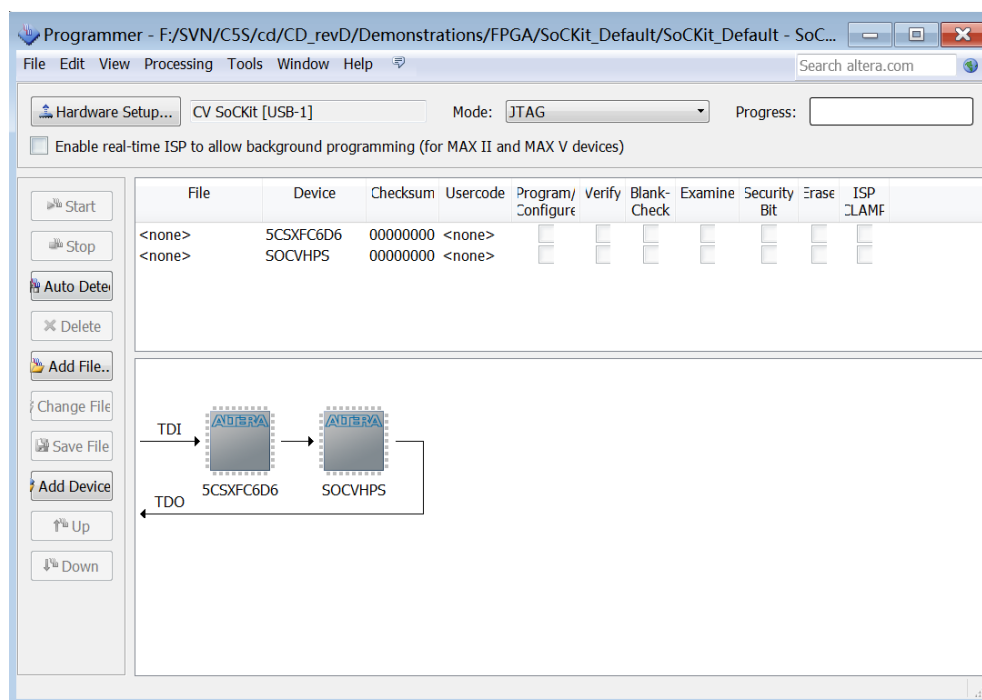 Programmer - F:/SVN/C5S/cd/CD_revD/Demonstrations/FPGA/SoCKit_Default/SoCKit_Default - SoC...
File Edit View Processing Tools Window Help
Search altera.com
Hardware Setup... CV SoCKit [USB-1] Mode: JTAG Progress:
Enable real-time ISP to allow background programming (for MAX II and MAX V devices)
Start
Stop
Auto Detec
Delete
Add File..
Change File
Save File
Add Device
Up
Down
File Device Checksum Usercode Program/ Configure Verify Blank- Check Examine Security Bit Erase ISP CLAMP
<none> 5CSXFC6D6 00000000 <none>
<none> SOCVHPS 00000000 <none>
TDI
ALTERA ALTERA
5CSXFC6D6 SOCVHPS
TDO